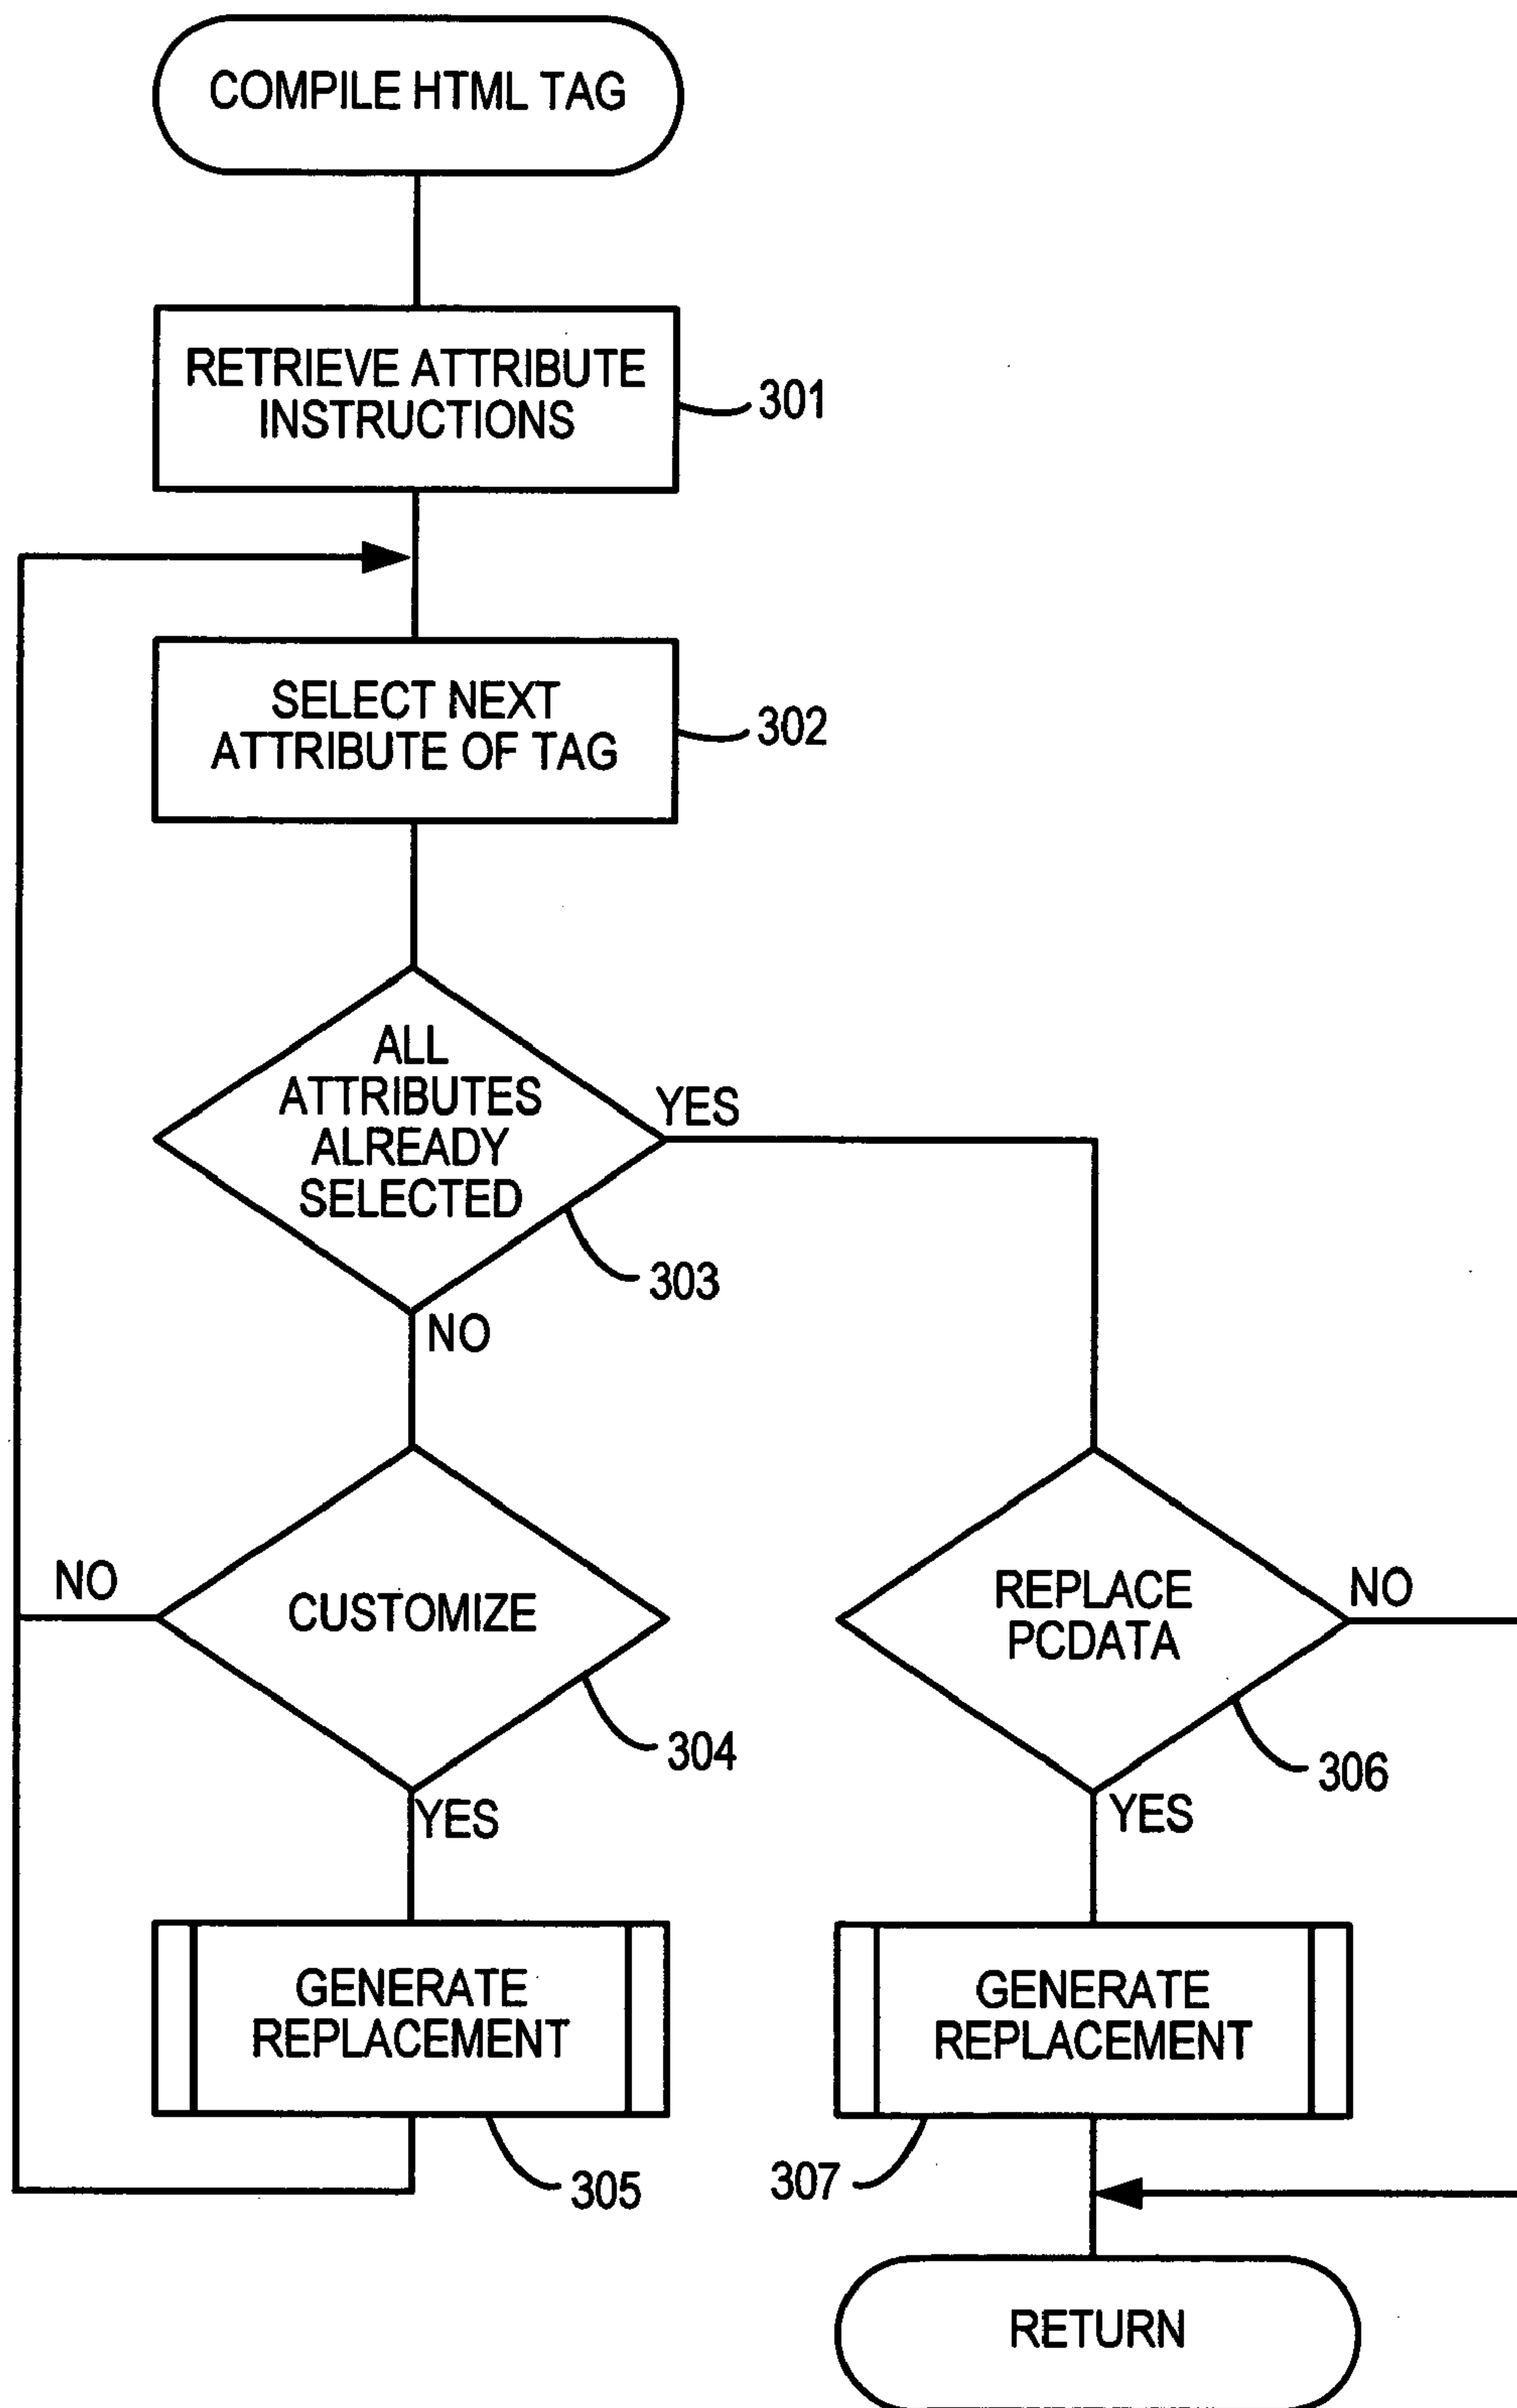 COMPILE HTML TAG
RETRIEVE ATTRIBUTE
INSTRUCTIONS
301
SELECT NEXT
ATTRIBUTE OF TAG
302
ALL
ATTRIBUTES
ALREADY
SELECTED
YES
303
NO
CUSTOMIZE
NO
304
YES
GENERATE
REPLACEMENT
305
REPLACE
PCDATA
NO
306
YES
GENERATE
REPLACEMENT
307
RETURN